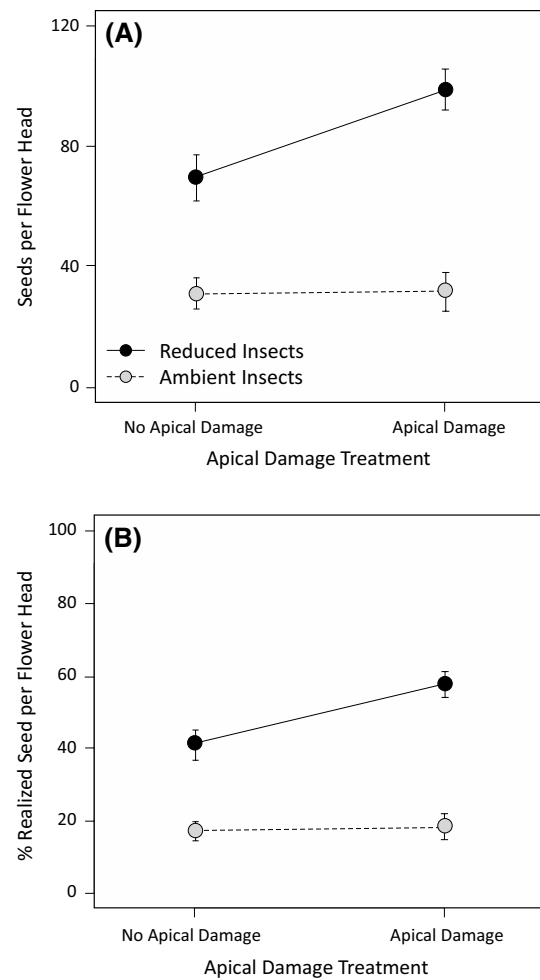 (A)
120
80
40
0
Seeds per Flower Head
Reduced Insects
Ambient Insects
No Apical Damage
Apical Damage
Apical Damage Treatment
(B)
100
80
60
40
20
0
% Realized Seed per Flower Head
No Apical Damage
Apical Damage
Apical Damage Treatment